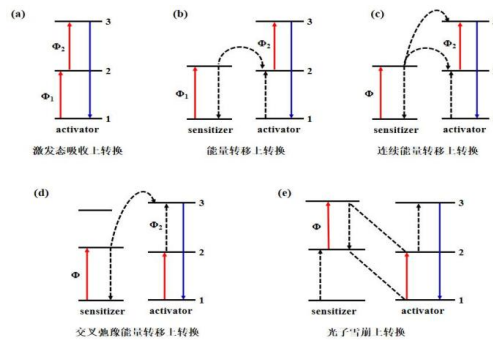 (a)
3
Φ2
2
Φ1
1
activator
激发态吸收上转换
(b)
3
Φ2
2
Φ1
1
sensitizer
activator
能量转移上转换
(c)
3
Φ2
2
Φ
1
sensitizer
activator
连续能量转移上转换
(d)
3
Φ2
2
Φ
1
sensitizer
activator
交叉弛豫能量转移上转换
(e)
3
Φ
2
1
sensitizer
activator
光子雪崩上转换